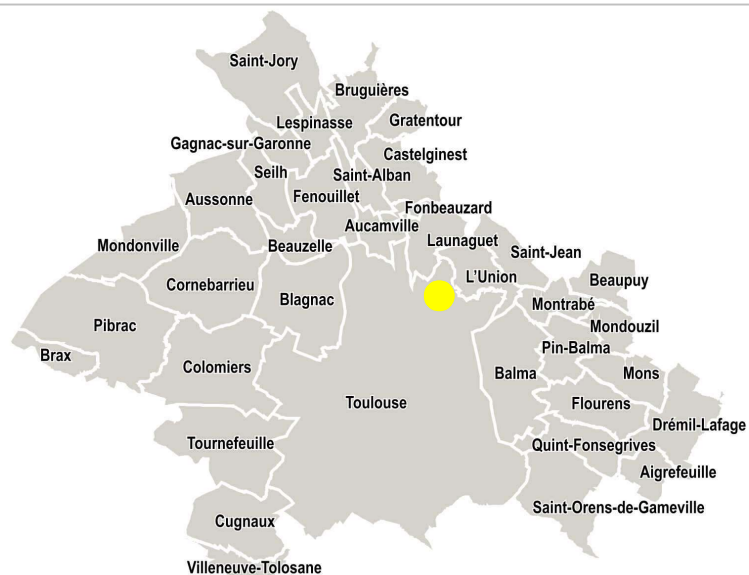 Saint-Jory
Bruguières
Gratentour
Lespinasse
Gagnac-sur-Garonne
Castelginest
Seilh
Saint-Alban
Aussonne
Fenouillet
Fonbeauzard
Aucamville
Launaguet
Mondonville
Beauzelle
Saint-Jean
L'Union
Beaupuy
Cornebarrieu
Blagnac
Montrabé
Pibrac
Mondouzil
Pin-Balma
Brax
Colomiers
Balma
Mons
Toulouse
Flourens
Drémil-Lafage
Tournefeuille
Quint-Fonsegrives
Aigrefeuille
Saint-Orens-de-Gameville
Cugnaux
Villeneuve-Tolosane